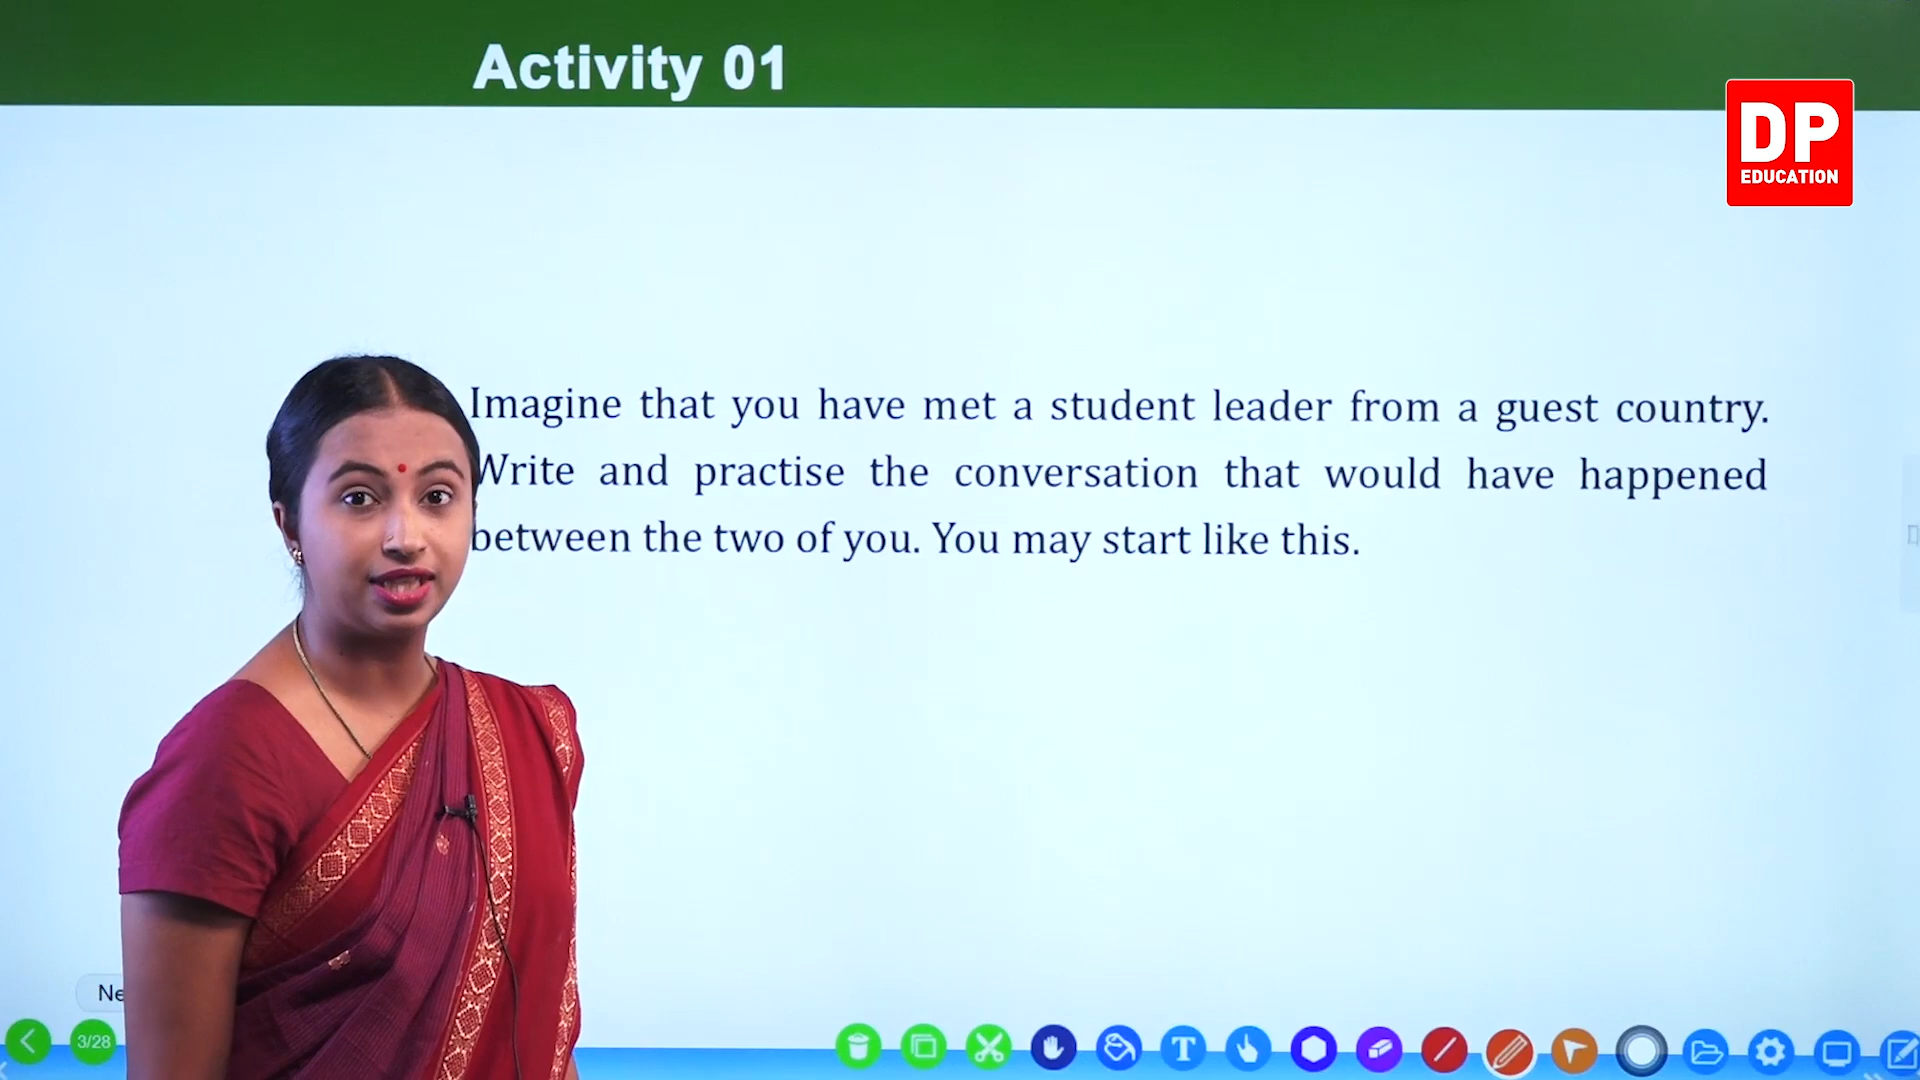 Activity 01
DP
EDUCATION
Imagine that you have met a student leader from a guest country.
Write and practise the conversation that would have happened
between the two of you. You may start like this.
Ne
3/28
T